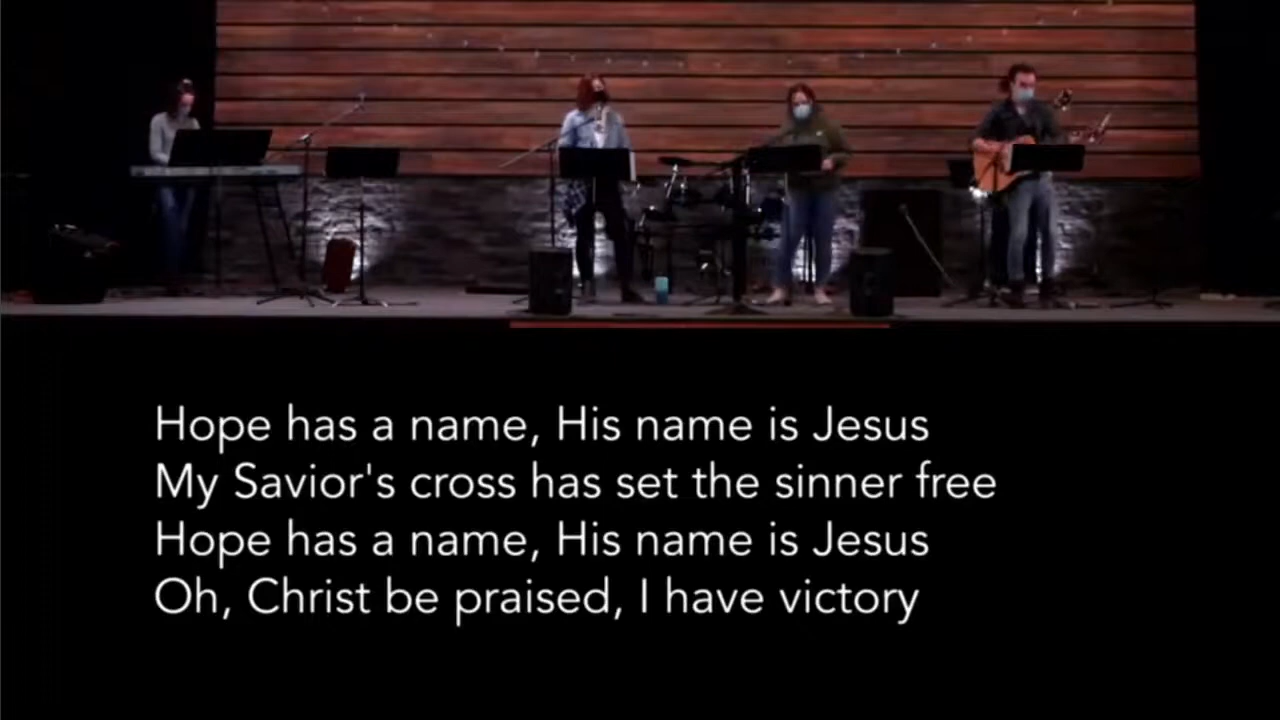 Hope has a name, His name is Jesus
My Savior's cross has set the sinner free
Hope has a name, His name is Jesus
Oh, Christ be praised, I have victory